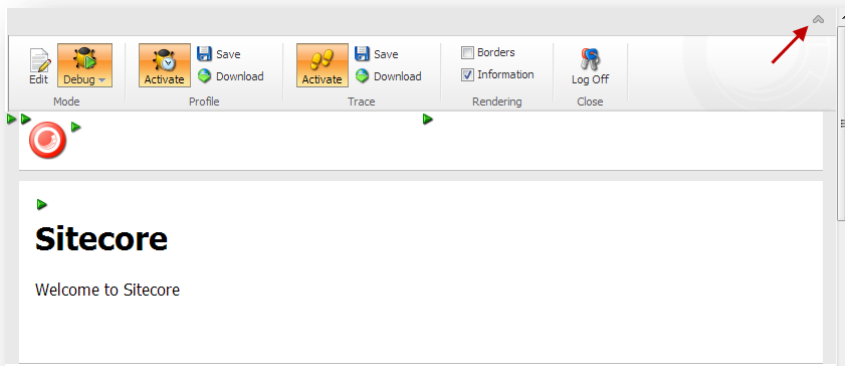 Edit Debug Activate Save Download Activate Save Download Borders Information Log Off
Mode Profile Trace Rendering Close
Sitecore
Welcome to Sitecore